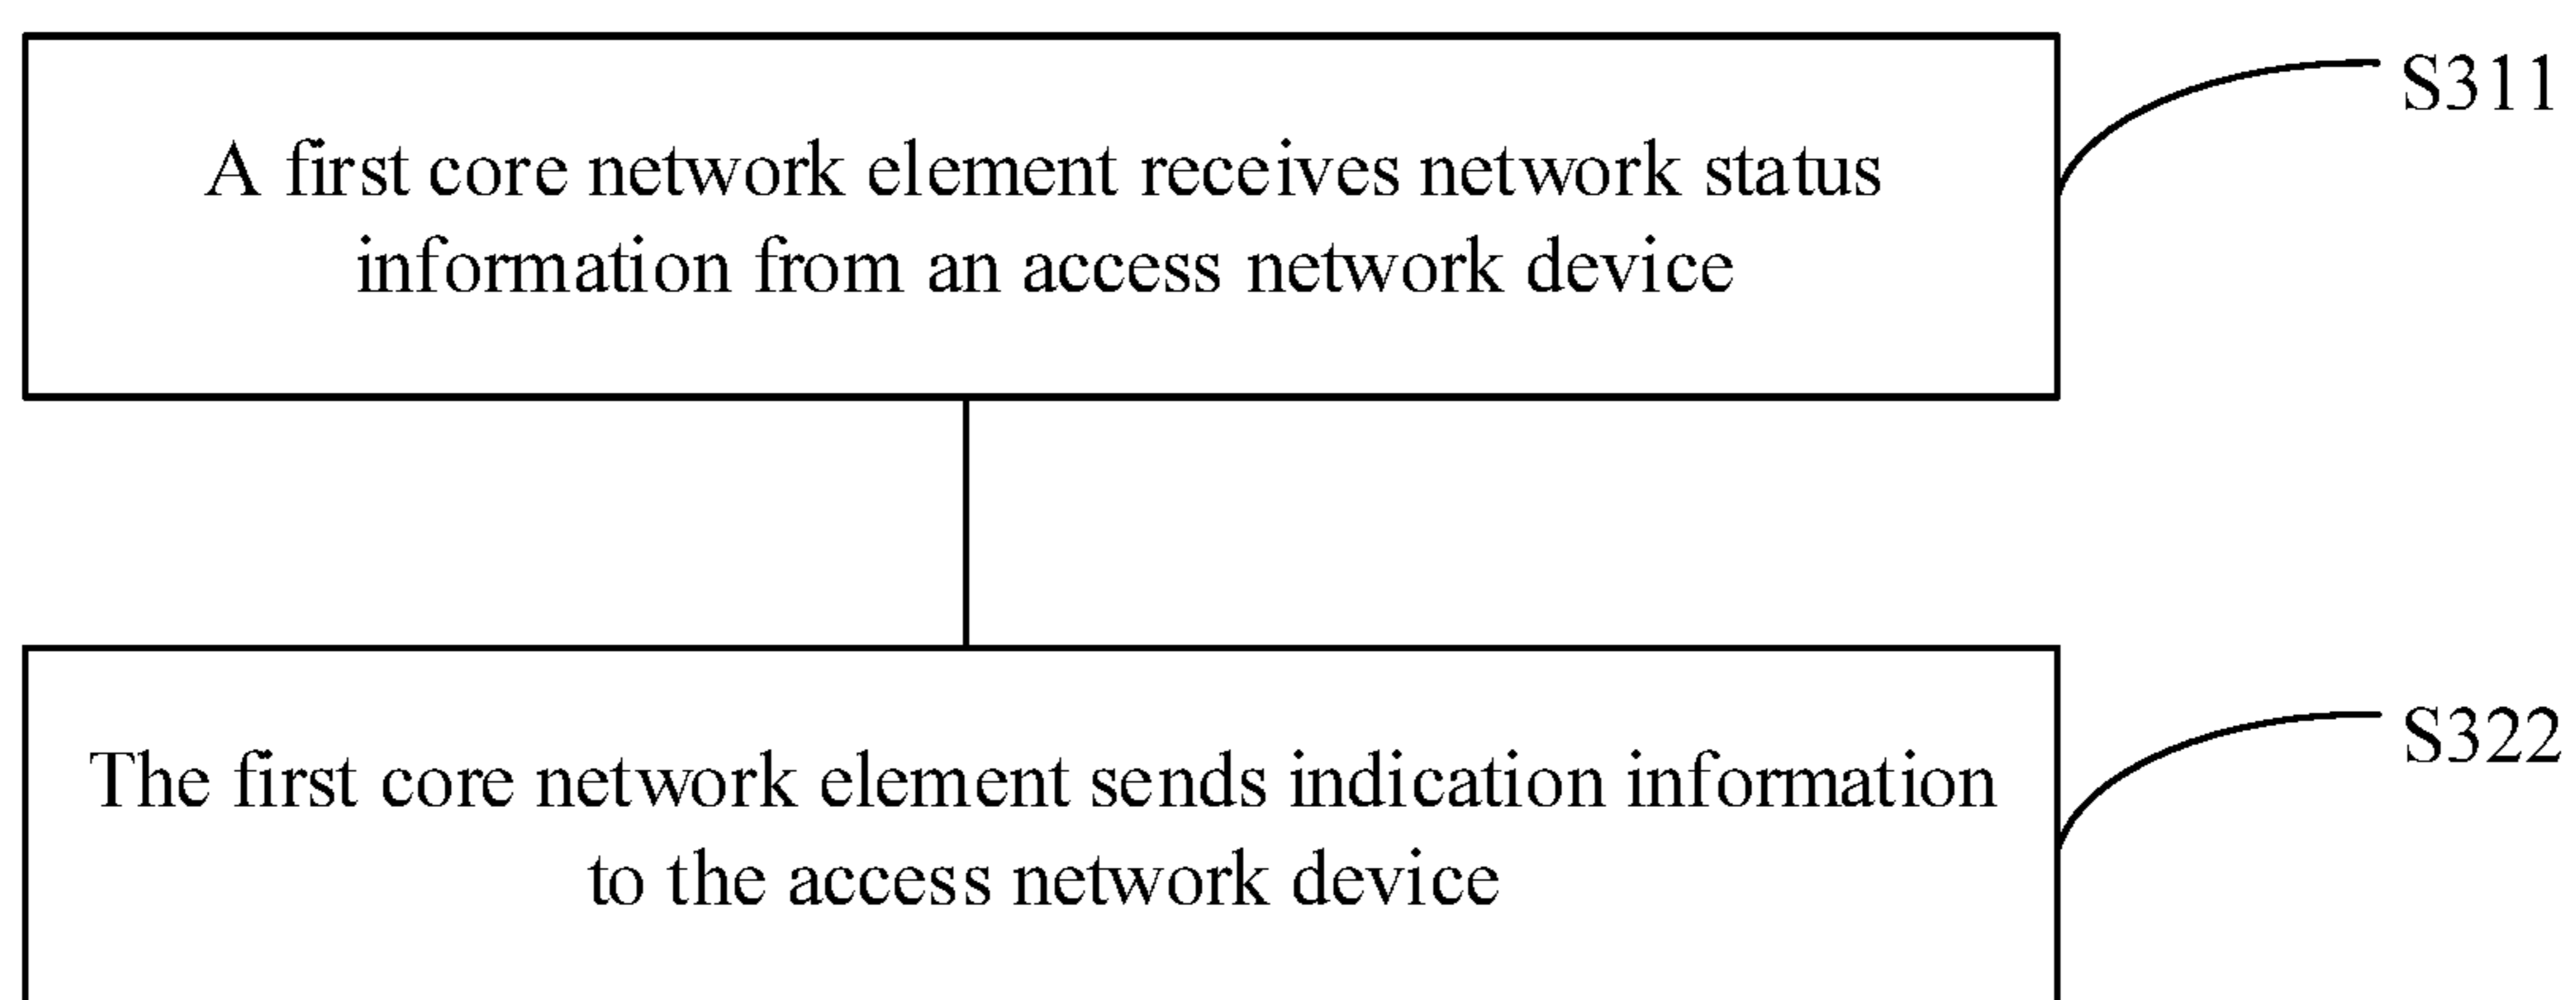 S311
A first core network element receives network status
information from an access network device
S322
The first core network element sends indication information
to the access network device